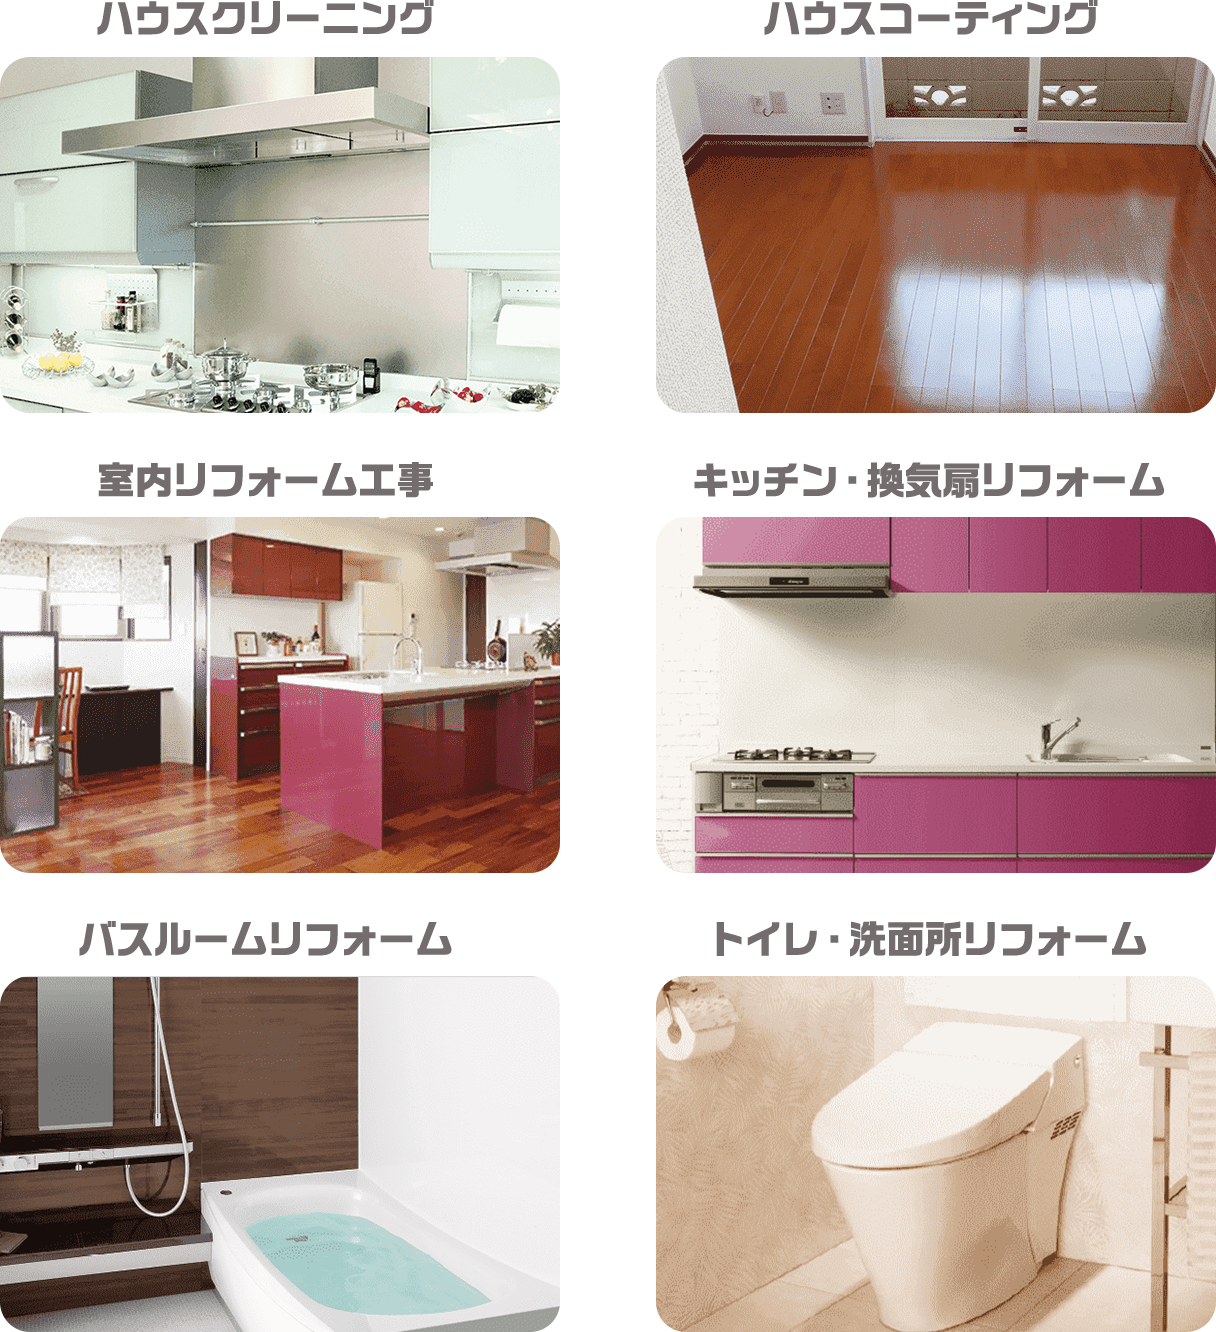 ハウスクリーニング
ハウスコーティング
室内リフォーム工事
キッチン・換気扇リフォーム
バスルームリフォーム
トイレ・洗面所リフォーム